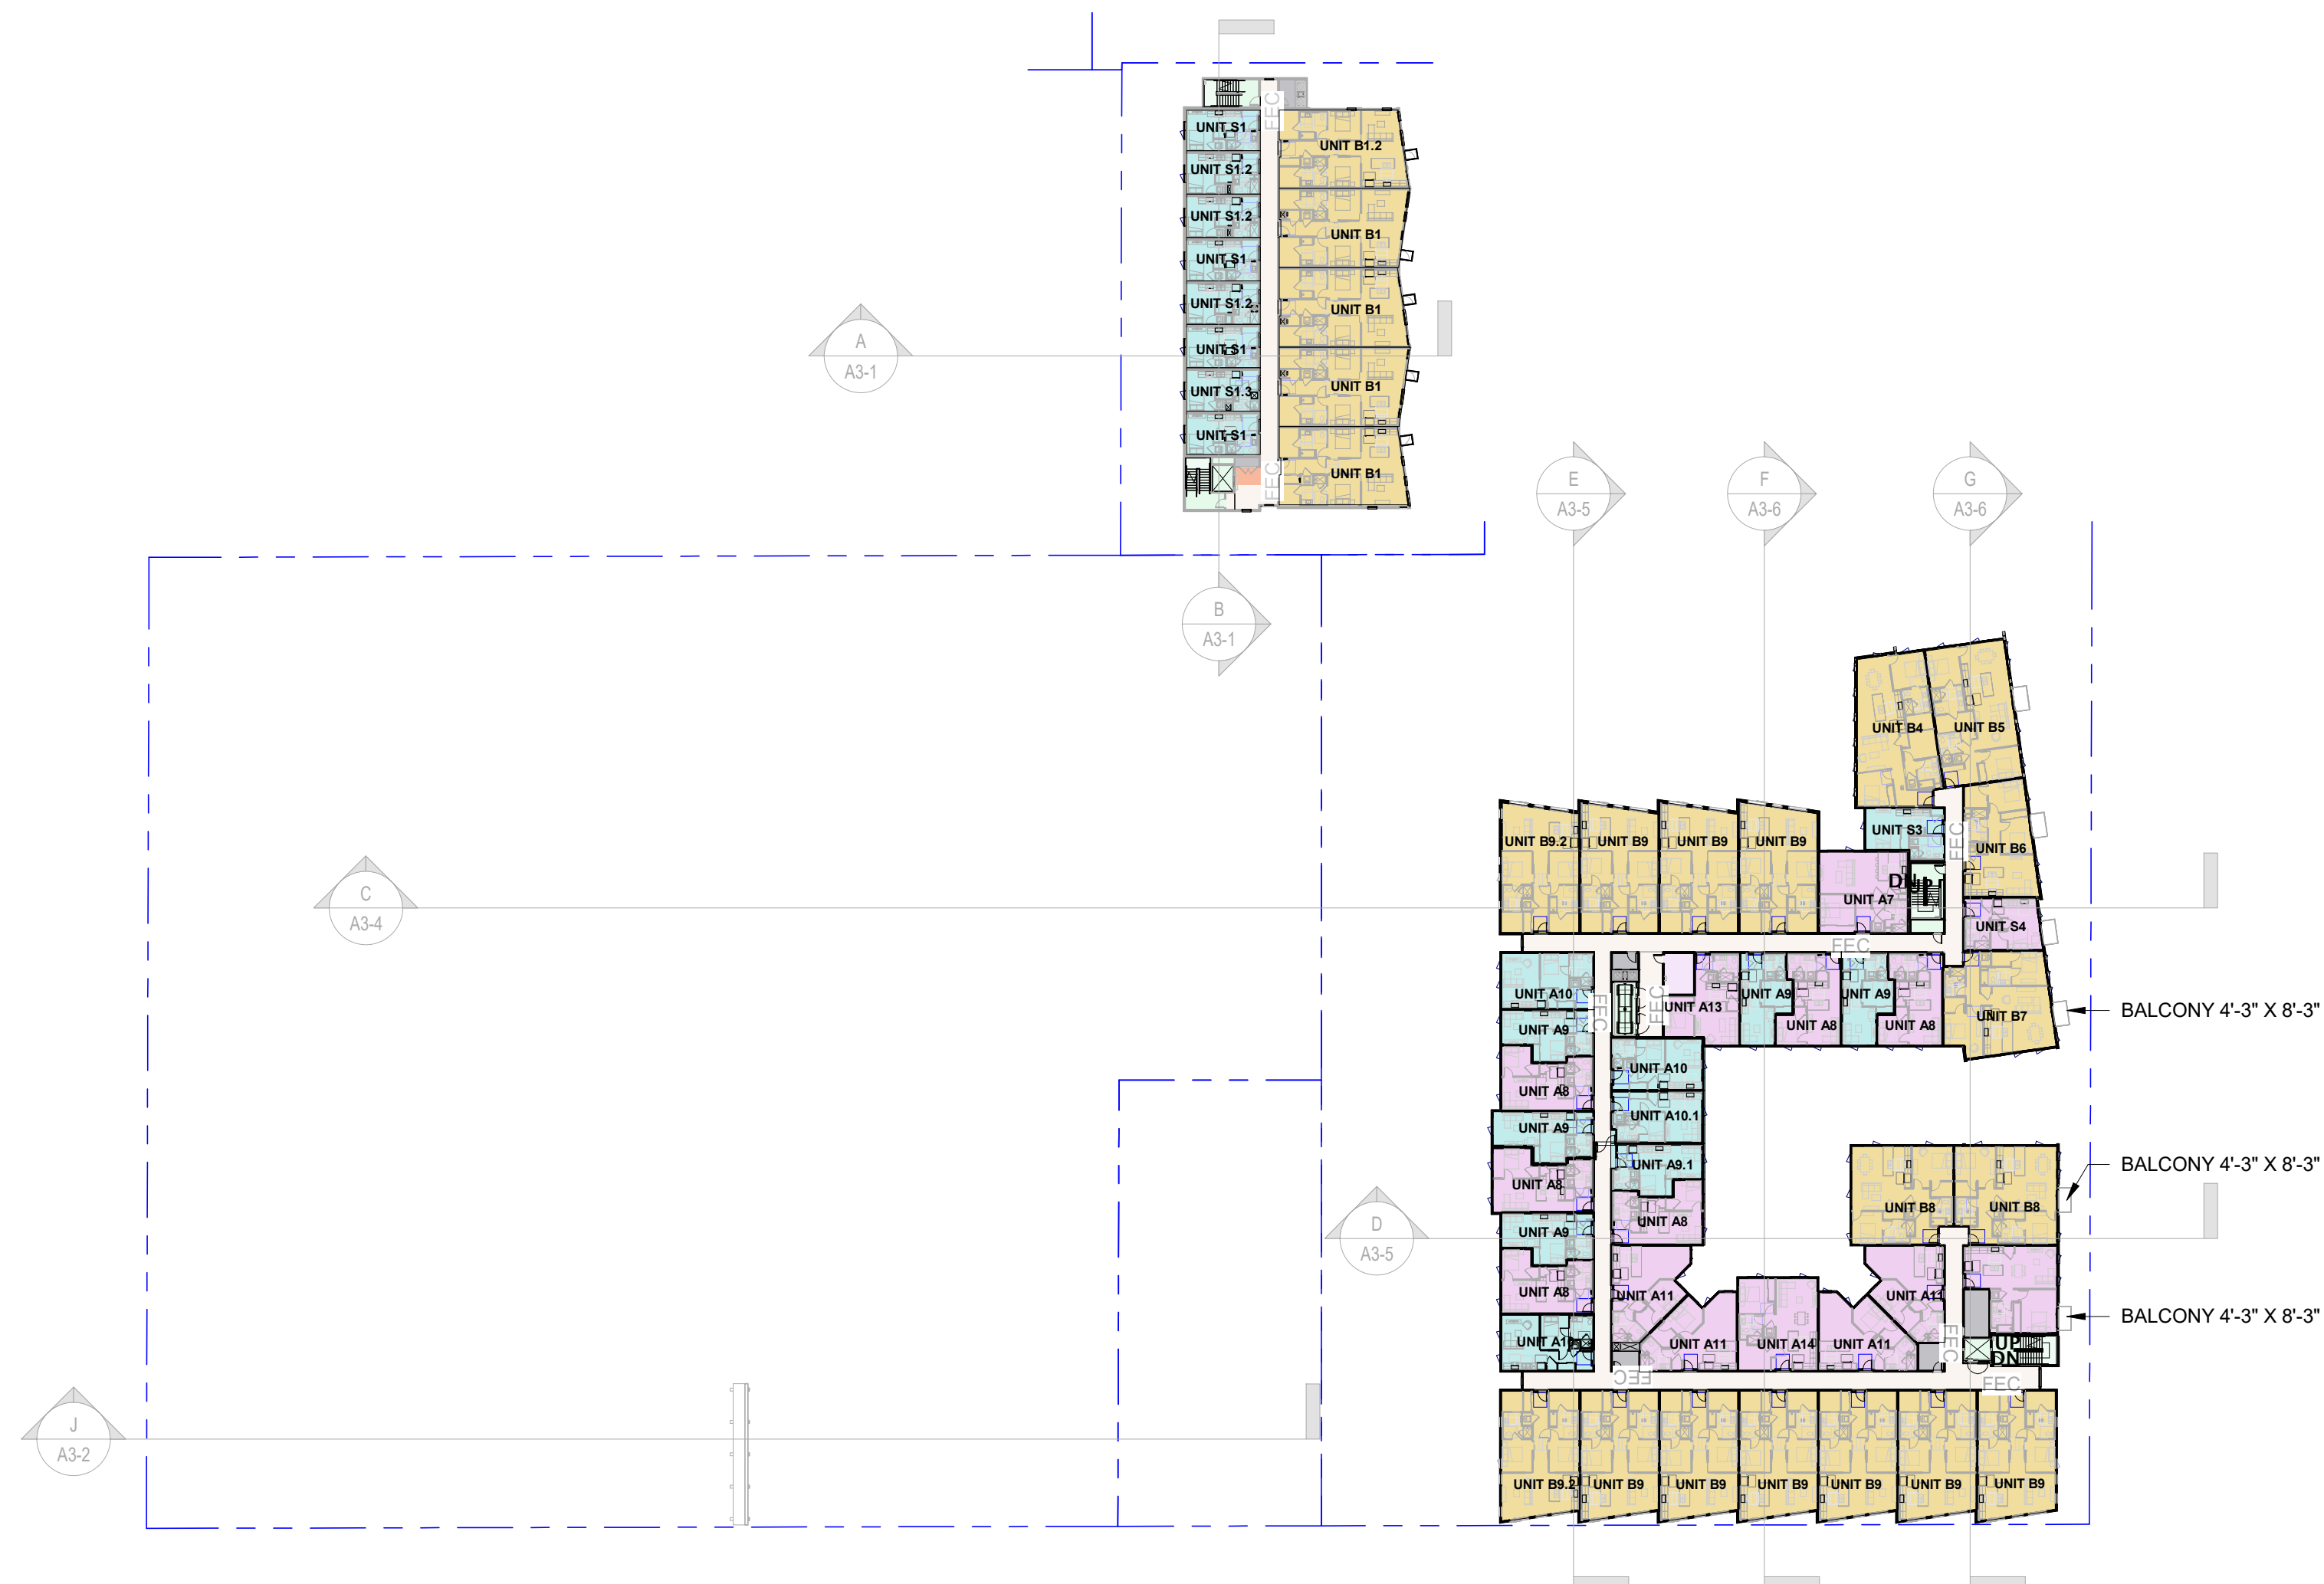 FEC
UNIT S1
UNIT B1.2
UNIT S1.2
UNIT S1.2
UNIT B1
UNIT S1
UNIT S1.2
UNIT B1
A
A3-1
UNIT S1
UNIT B1
UNIT S1.3
UNIT S1
UNIT B1
FEC
E
A3-5
F
A3-6
G
A3-6
B
A3-1
UNIT B4
UNIT B5
UNIT S3
FEC
UNIT B6
UNIT B9.2
UNIT B9
UNIT B9
UNIT B9
C
A3-4
DN
UP
UNIT A7
UNIT S4
FEC
UNIT A10
FEC
FEC
UNIT A13
UNIT A9
UNIT A8
UNIT A9
UNIT A8
UNIT B7
BALCONY 4'-3" X 8'-3"
UNIT A9
UNIT A10
UNIT A8
UNIT A10.1
UNIT A9
UNIT A9.1
BALCONY 4'-3" X 8'-3"
UNIT A8
UNIT A8
UNIT B8
UNIT B8
D
A3-5
UNIT A9
UNIT A8
UNIT A11
UNIT A11
BALCONY 4'-3" X 8'-3"
UNIT A11
UNIT A14
UNIT A11
FEC
UP
DN
FEC
FEC
J
A3-2
UNIT B9.2
UNIT B9
UNIT B9
UNIT B9
UNIT B9
UNIT B9
UNIT B9